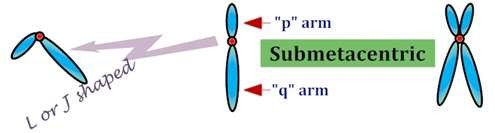 "p" arm
Submetacentric
"q" arm
L or J shaped